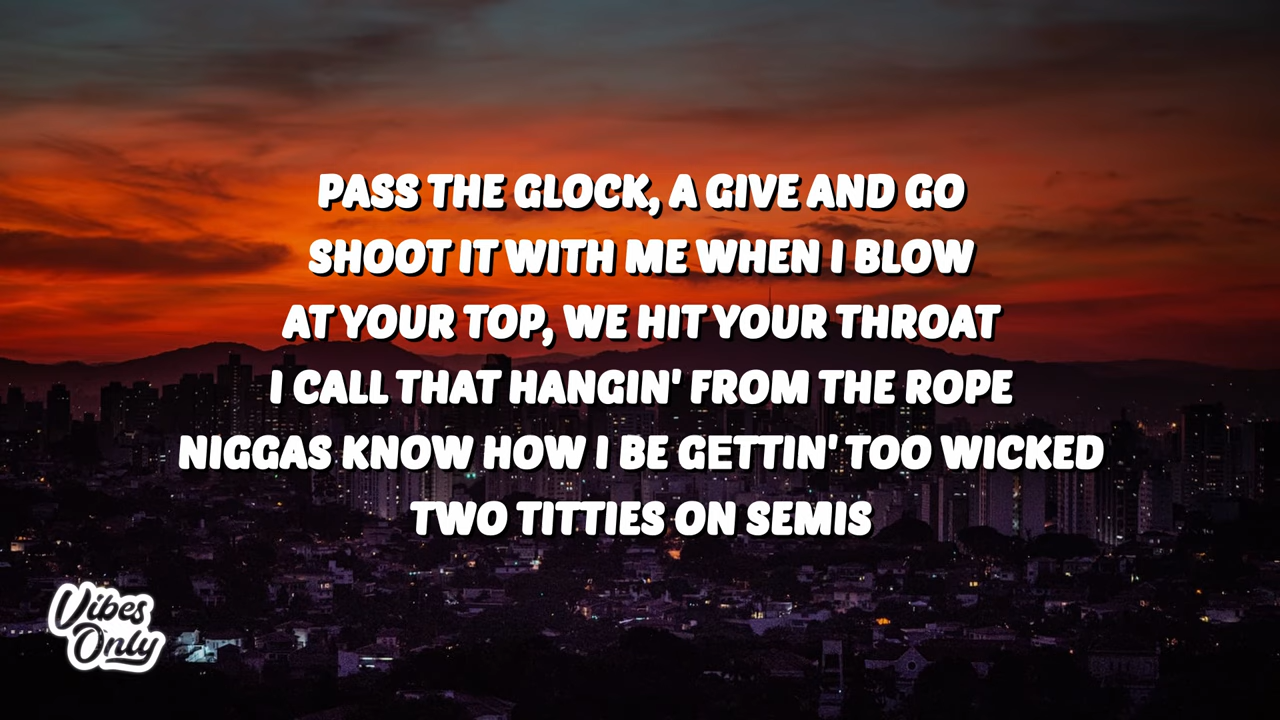 PASS THE GLOCK, A GIVE AND GO
SHOOT IT WITH ME WHEN I BLOW
AT YOUR TOP, WE HIT YOUR THROAT
I CALL THAT HANGIN' FROM THE ROPE
NIGGAS KNOW HOW I BE GETTIN' TOO WICKED
TWO TITTIES ON SEMIS
Vibes
Only